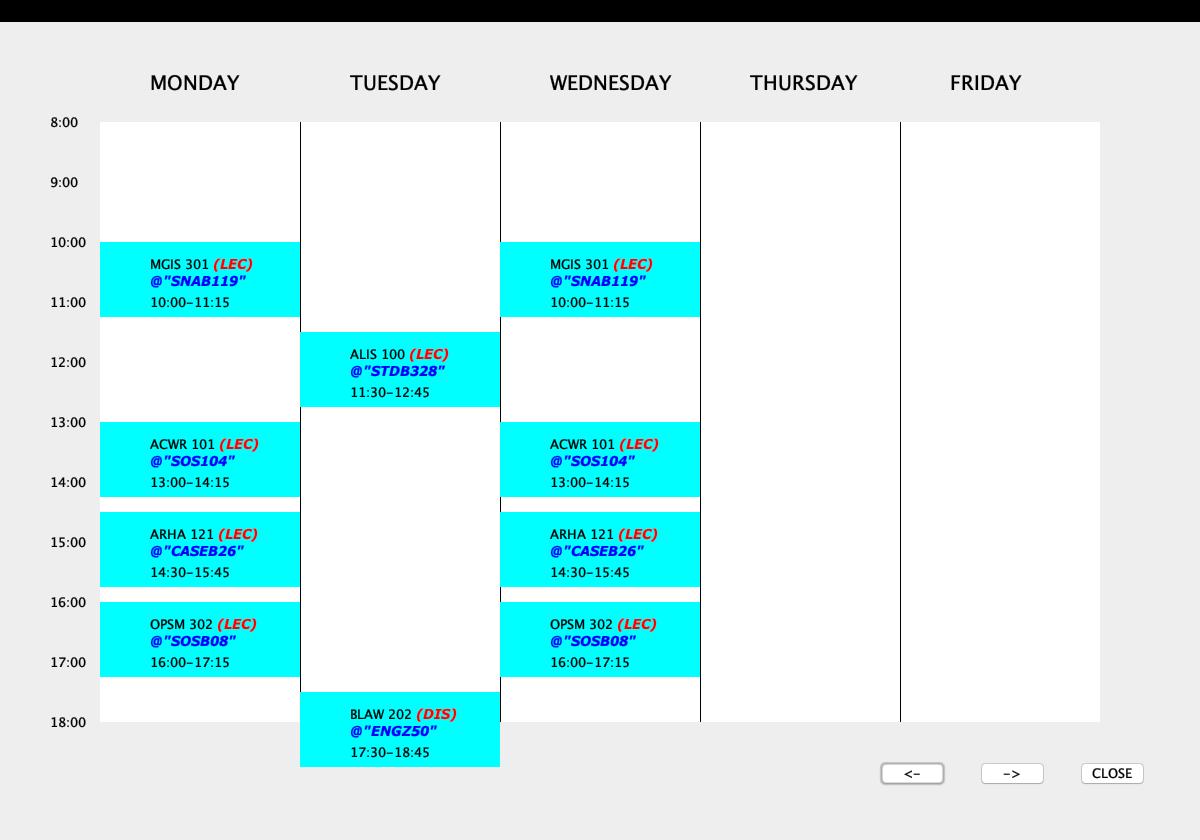 MONDAY TUESDAY WEDNESDAY THURSDAY FRIDAY
8:00
9:00
10:00
11:00
12:00
13:00
14:00
15:00
16:00
17:00
18:00
MGIS 301 (LEC)
@"SNAB119"
10:00-11:15
ACWR 101 (LEC)
@"SOS104"
13:00-14:15
ARHA 121 (LEC)
@"CASEB26"
14:30-15:45
OPSM 302 (LEC)
@"SOSB08"
16:00-17:15
ALIS 100 (LEC)
@"STDB328"
11:30-12:45
BLAW 202 (DIS)
@"ENGZ50"
17:30-18:45
MGIS 301 (LEC)
@"SNAB119"
10:00-11:15
ACWR 101 (LEC)
@"SOS104"
13:00-14:15
ARHA 121 (LEC)
@"CASEB26"
14:30-15:45
OPSM 302 (LEC)
@"SOSB08"
16:00-17:15
<- -> CLOSE